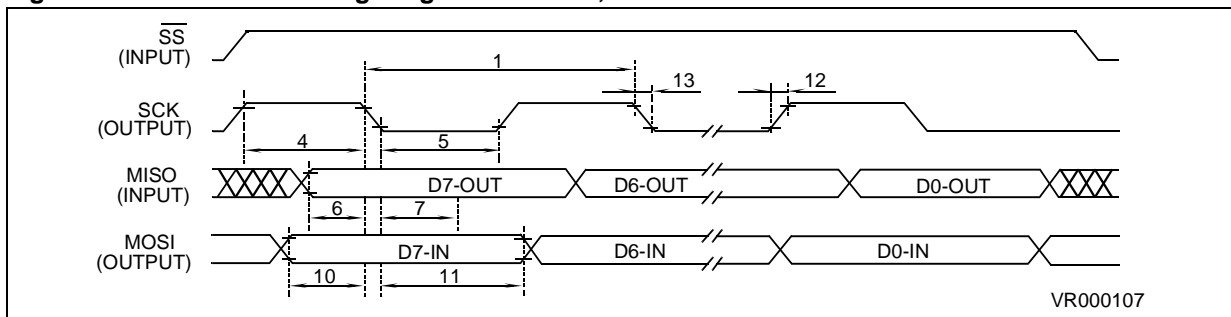 SS
(INPUT)
1
13
12
SCK
(OUTPUT)
4
5
MISO
(INPUT)
D7-OUT
D6-OUT
D0-OUT
6
7
MOSI
(OUTPUT)
D7-IN
D6-IN
D0-IN
10
11
VR000107